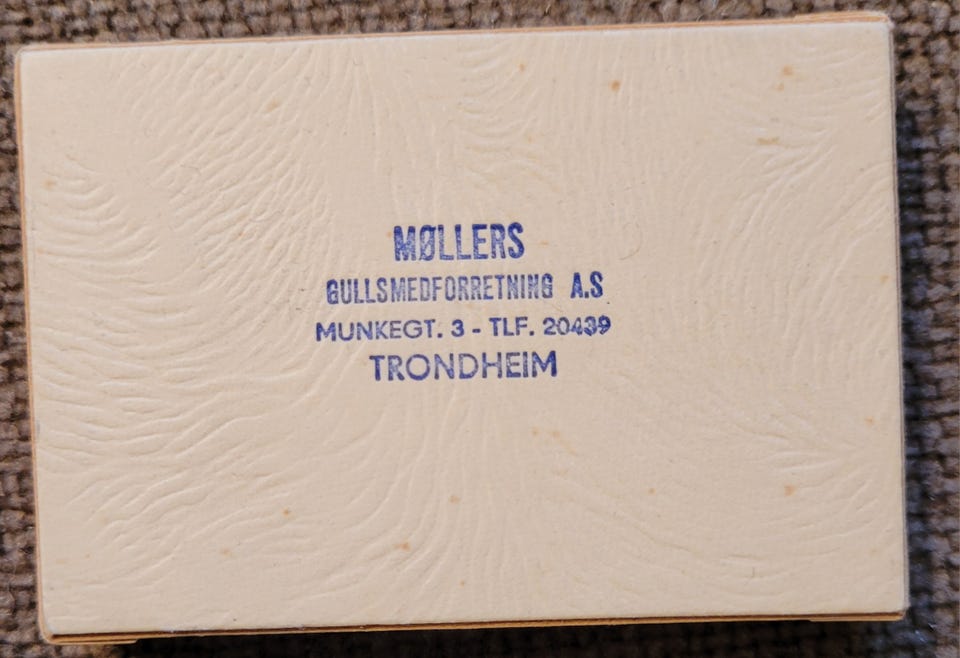 MØLLERS
GULLSMEDFORRETNING A.S
MUNKEGT. 3 - TLF. 20439
TRONDHEIM